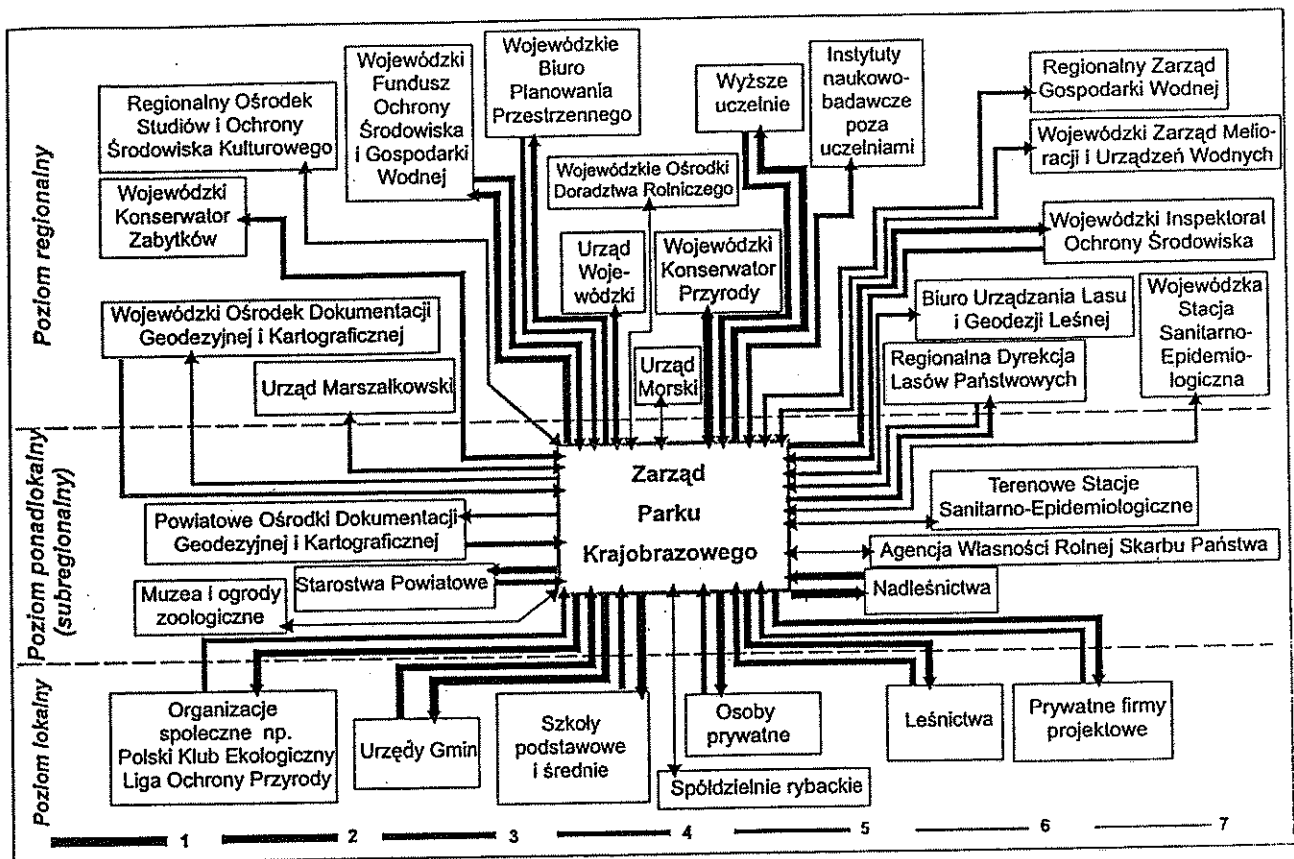 Poziom regionalny
Regionalny Ośrodek
Studiów i Ochrony
Środowiska Kulturowego
Wojewódzki
Fundusz
Ochrony
Środowiska
i Gospodarki
Wodnej
Wojewódzkie
Biuro
Planowania
Przestrzennego
Wyższe
uczelnie
Instytuty
naukowo-
badawcze
poza
uczelniami
Regionalny Zarząd
Gospodarki Wodnej
Wojewódzki Zarząd Melio-
racji i Urządzeń Wodnych
Wojewódzki
Konserwator
Zabytków
Wojewódzkie Ośrodki
Doradztwa Rolniczego
Urząd
Woje-
wódzki
Wojewódzki
Konserwator
Przyrody
Wojewódzki Inspektorat
Ochrony Środowiska
Wojewódzki Ośrodek Dokumentacji
Geodezyjnej i Kartograficznej
Biuro Urządzania Lasu
i Geodezji Leśnej
Wojewódzka
Stacja
Sanitarno-
Epidemio-
logiczna
Urząd Marszałkowski
Urząd
Morski
Regionalna Dyrekcja
Lasów Państwowych
Poziom ponadlokalny
(subregionalny)
Zarząd
Parku
Krajobrazowego
Powiatowe Ośrodki Dokumentacji
Geodezyjnej i Kartograficznej
Terenowe Stacje
Sanitarno-Epidemiologiczne
Agencja Własności Rolnej Skarbu Państwa
Starostwa Powiatowe
Nadleśnictwa
Muzea i ogrody
zoologiczne
Poziom lokalny
Organizacje
społeczne np.
Polski Klub Ekologiczny
Liga Ochrony Przyrody
Urzędy Gmin
Szkoły
podstawowe
i średnie
Osoby
prywatne
Leśnictwa
Prywatne firmy
projektowe
Spółdzielnie rybackie
1 2 3 4 5 6 7